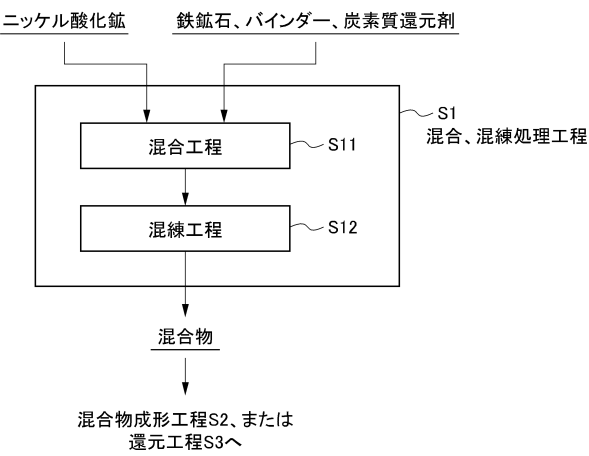 ニッケル酸化鉱
鉄鉱石、バインダー、炭素質還元剤
S1
混合、混練処理工程
混合工程
S11
混練工程
S12
混合物
混合物成形工程S2、または
還元工程S3へ